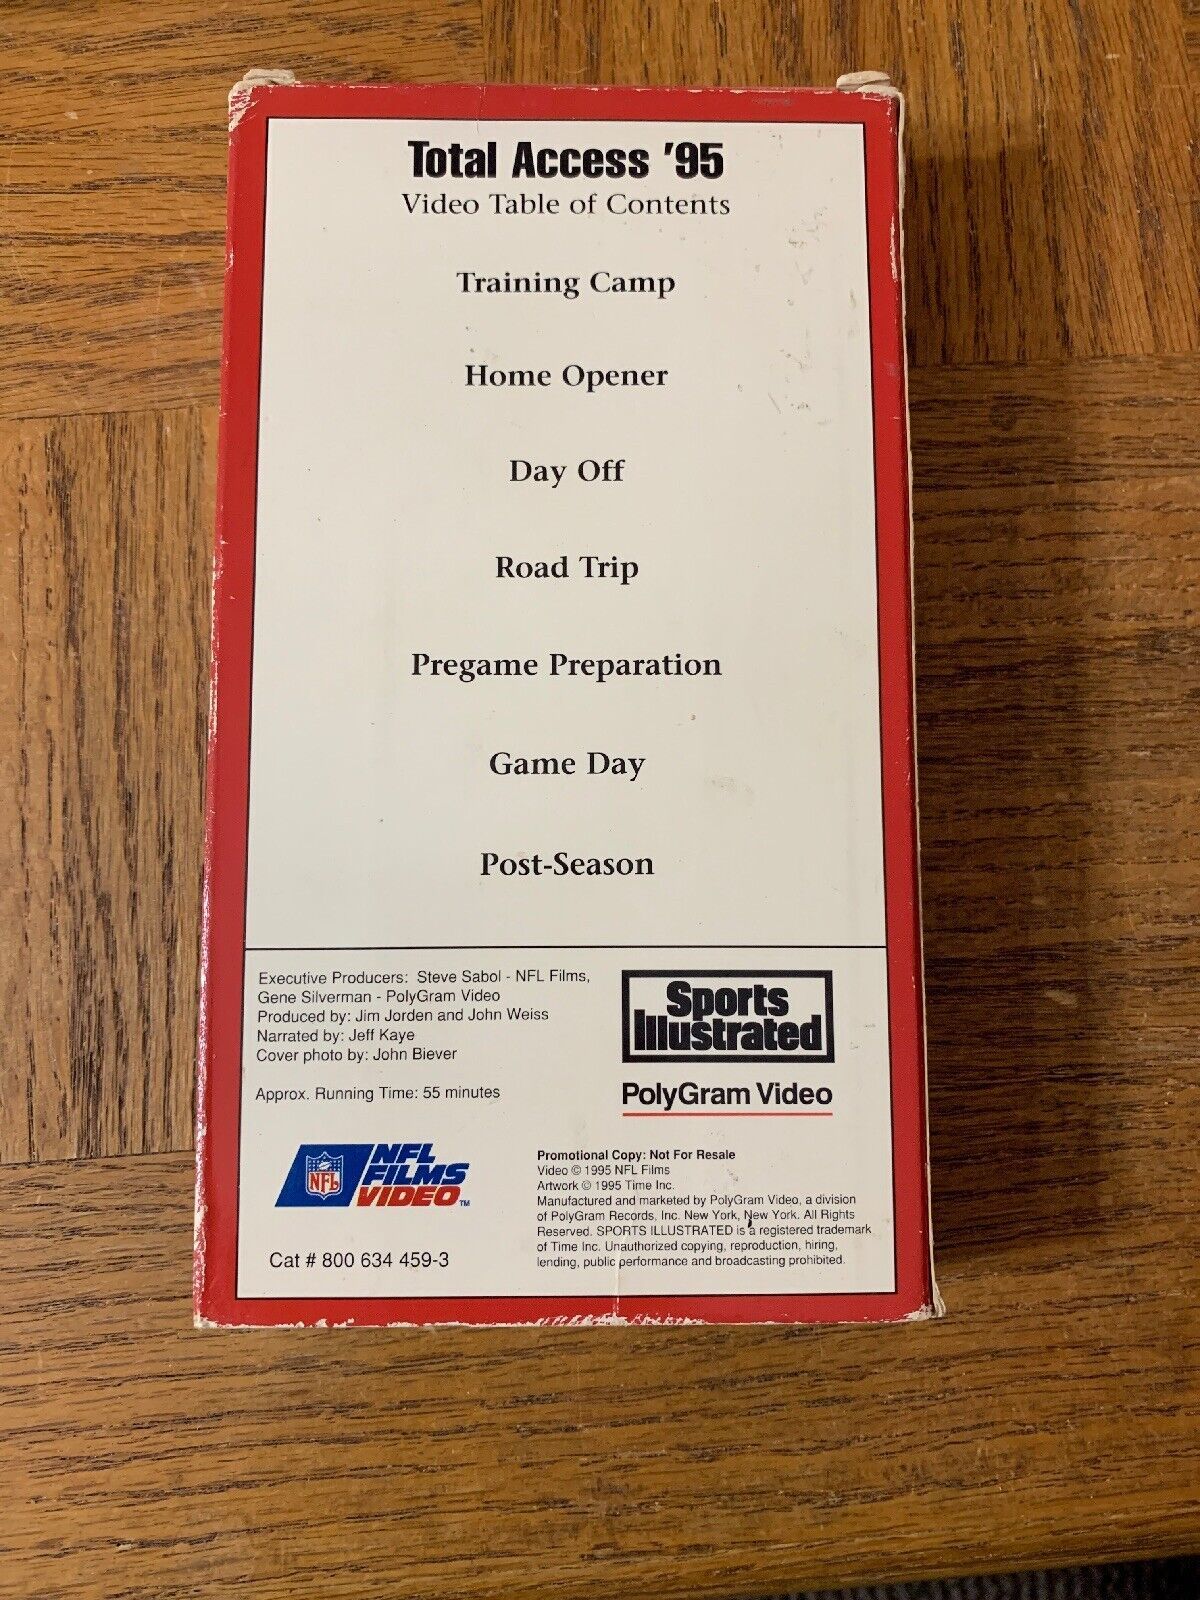 Total Access '95
Video Table of Contents
Training Camp
Home Opener
Day Off
Road Trip
Pregame Preparation
Game Day
Post-Season
Executive Producers: Steve Sabol - NFL Films,
Gene Silverman - PolyGram Video
Produced by: Jim Jorden and John Weiss
Narrated by: Jeff Kaye
Cover photo by: John Biever
Approx. Running Time: 55 minutes
Sports
Illustrated
PolyGram Video
NFL
NFL
FILMS
VIDEO™
Cat # 800 634 459-3
Promotional Copy: Not For Resale
Video © 1995 NFL Films
Artwork © 1995 Time Inc.
Manufactured and marketed by PolyGram Video, a division
of PolyGram Records, Inc. New York, New York. All Rights
Reserved. SPORTS ILLUSTRATED is a registered trademark
of Time Inc. Unauthorized copying, reproduction, hiring,
lending, public performance and broadcasting prohibited.